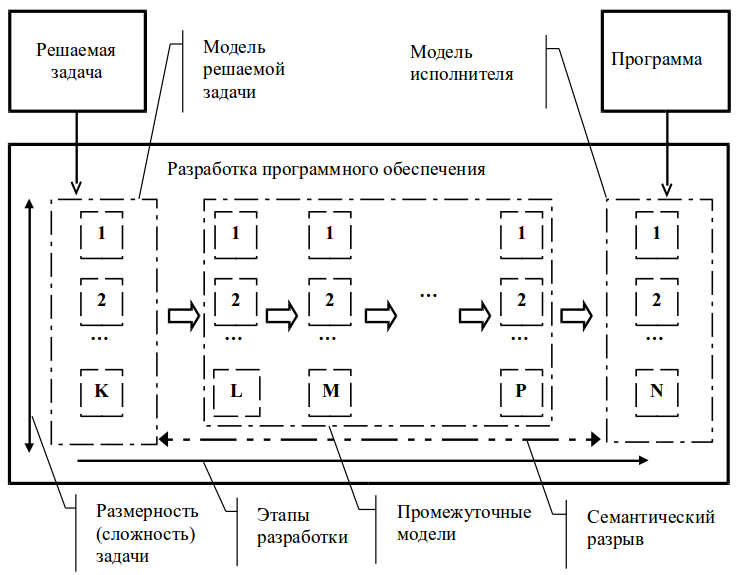 Решаемая
задача
Модель
решаемой
задачи
Модель
исполнителя
Программа
Разработка программного обеспечения
1 1 1 1 1
...
2 2 2 2 2
... ... ... ... ...
K L M P N
Размерность
(сложность)
задачи
Этапы
разработки
Промежуточные
модели
Семантический
разрыв